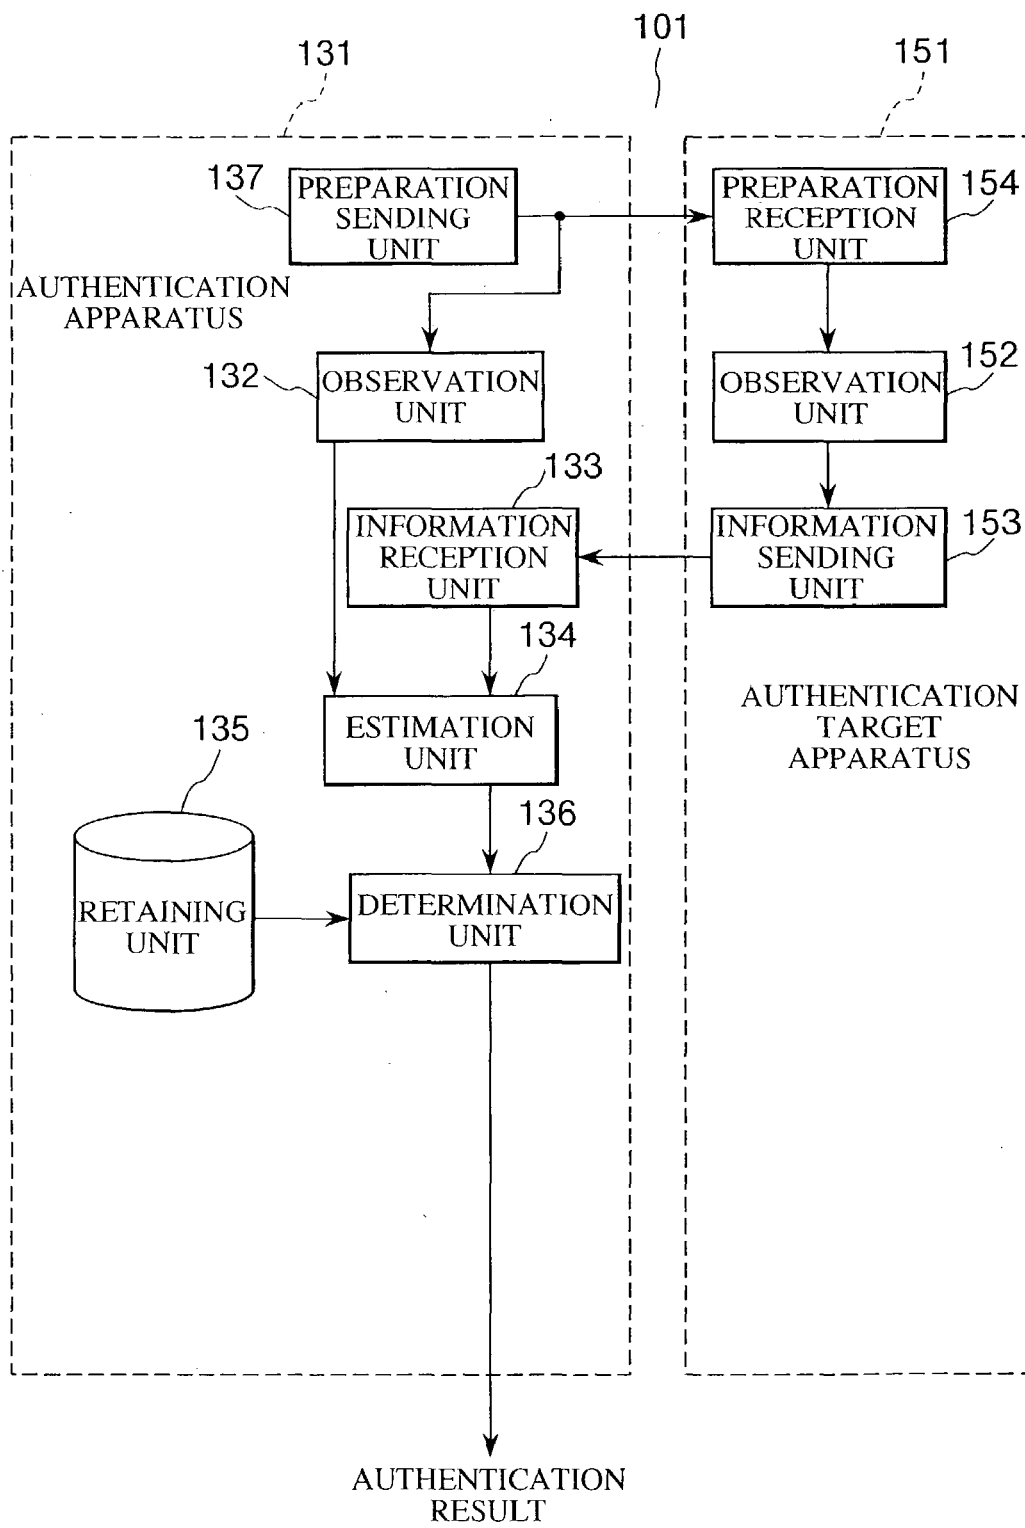 101
131
151
137
PREPARATION
SENDING
UNIT
PREPARATION
RECEPTION
UNIT
154
AUTHENTICATION
APPARATUS
132
OBSERVATION
UNIT
OBSERVATION
UNIT
152
133
INFORMATION
RECEPTION
UNIT
INFORMATION
SENDING
UNIT
153
134
ESTIMATION
UNIT
AUTHENTICATION
TARGET
APPARATUS
135
136
RETAINING
UNIT
DETERMINATION
UNIT
AUTHENTICATION
RESULT